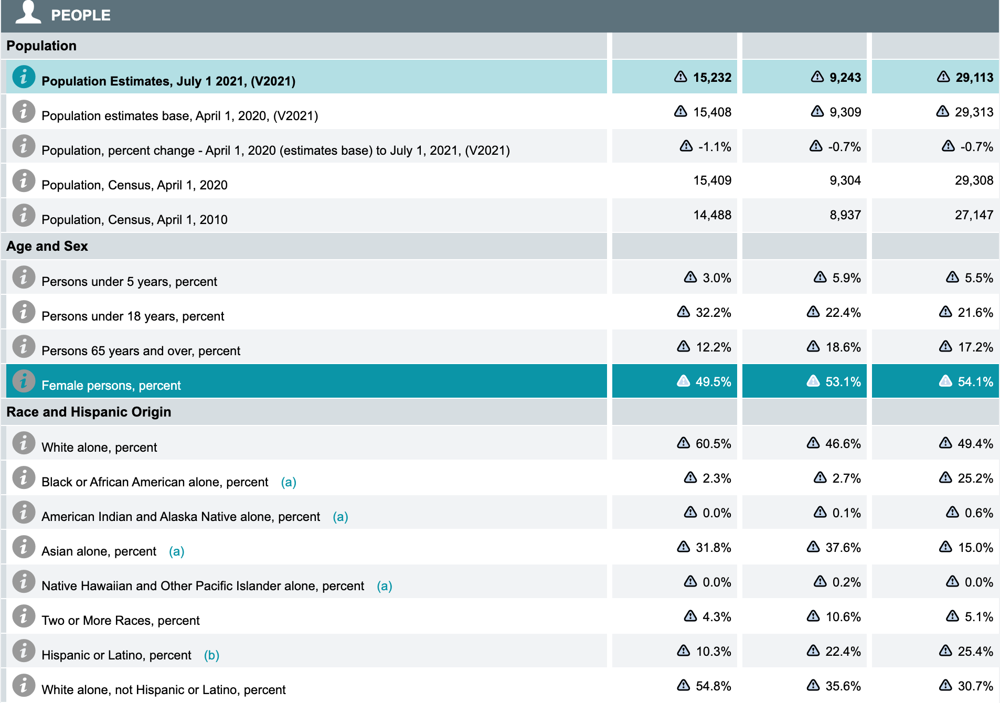 PEOPLE
Population
Population Estimates, July 1 2021, (V2021) 15,232 9,243 29,113
Population estimates base, April 1, 2020, (V2021) 15,408 9,309 29,313
Population, percent change - April 1, 2020 (estimates base) to July 1, 2021, (V2021) -1.1% -0.7% -0.7%
Population, Census, April 1, 2020 15,409 9,304 29,308
Population, Census, April 1, 2010 14,488 8,937 27,147
Age and Sex
Persons under 5 years, percent 3.0% 5.9% 5.5%
Persons under 18 years, percent 32.2% 22.4% 21.6%
Persons 65 years and over, percent 12.2% 18.6% 17.2%
Female persons, percent 49.5% 53.1% 54.1%
Race and Hispanic Origin
White alone, percent 60.5% 46.6% 49.4%
Black or African American alone, percent (a) 2.3% 2.7% 25.2%
American Indian and Alaska Native alone, percent (a) 0.0% 0.1% 0.6%
Asian alone, percent (a) 31.8% 37.6% 15.0%
Native Hawaiian and Other Pacific Islander alone, percent (a) 0.0% 0.2% 0.0%
Two or More Races, percent 4.3% 10.6% 5.1%
Hispanic or Latino, percent (b) 10.3% 22.4% 25.4%
White alone, not Hispanic or Latino, percent 54.8% 35.6% 30.7%